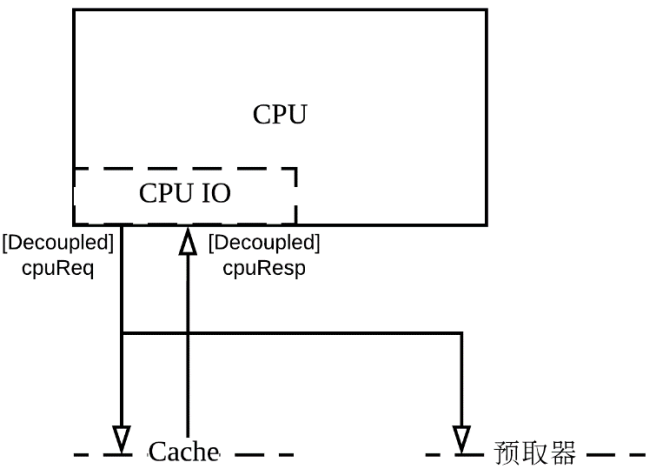 CPU
CPU IO
[Decoupled]
cpuReq
[Decoupled]
cpuResp
Cache
预取器